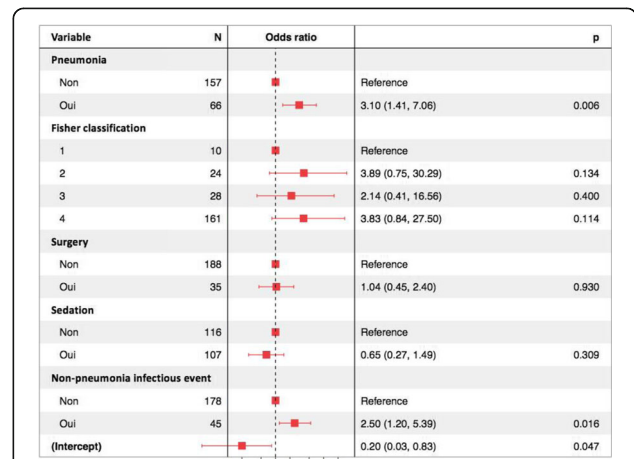 Variable N Odds ratio p
Pneumonia
Non 157 Reference
Oui 66 3.10 (1.41, 7.06) 0.006
Fisher classification
1 10 Reference
2 24 3.89 (0.75, 30.29) 0.134
3 28 2.14 (0.41, 16.56) 0.400
4 161 3.83 (0.84, 27.50) 0.114
Surgery
Non 188 Reference
Oui 35 1.04 (0.45, 2.40) 0.930
Sedation
Non 116 Reference
Oui 107 0.65 (0.27, 1.49) 0.309
Non-pneumonia infectious event
Non 178 Reference
Oui 45 2.50 (1.20, 5.39) 0.016
(Intercept) 0.20 (0.03, 0.83) 0.047